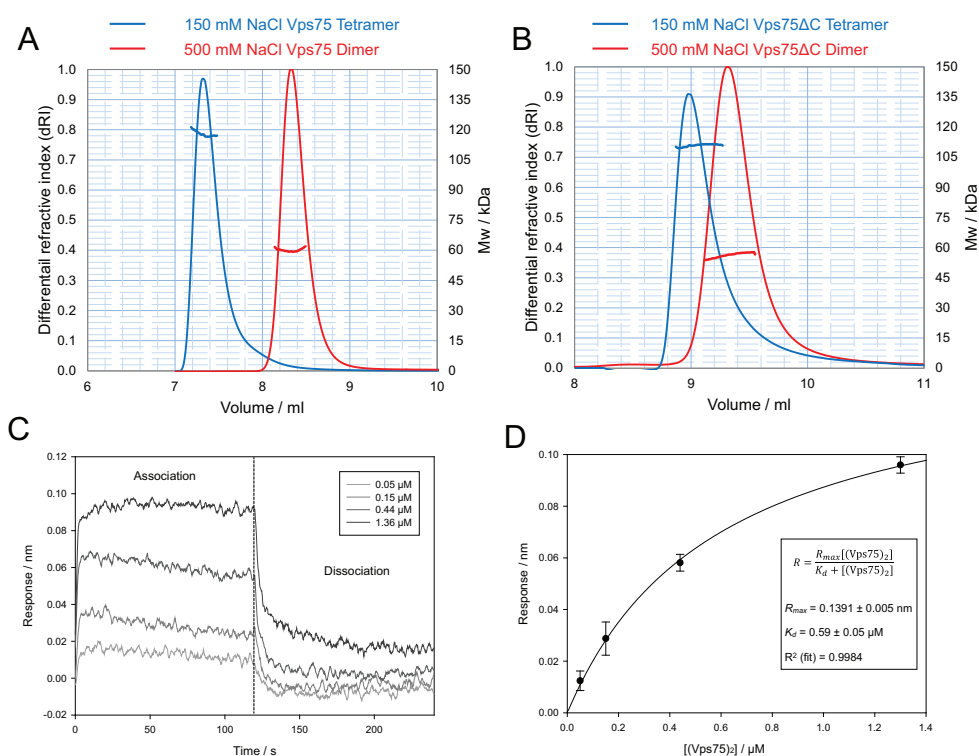 A
150 mM NaCl Vps75 Tetramer
500 mM NaCl Vps75 Dimer
Differential refractive index (dRI)
1.0
0.9
0.8
0.7
0.6
0.5
0.4
0.3
0.2
0.1
0.0
150
135
120
105
90
75
60
45
30
15
0
Mw / kDa
6 7 8 9 10
Volume / ml
B
150 mM NaCl Vps75ΔC Tetramer
500 mM NaCl Vps75ΔC Dimer
Differential refractive index (dRI)
1.0
0.9
0.8
0.7
0.6
0.5
0.4
0.3
0.2
0.1
0.0
150
135
120
105
90
75
60
45
30
15
0
Mw / kDa
8 9 10 11
Volume / ml
C
Response / nm
0.12
0.10
0.08
0.06
0.04
0.02
0.00
-0.02
Association
Dissociation
0.05 µM
0.15 µM
0.44 µM
1.36 µM
0 50 100 150 200
Time / s
D
Response / nm
0.10
0.08
0.06
0.04
0.02
0.00
R = Rmax[(Vps75)₂] / Kd + [(Vps75)₂]
Rmax = 0.1391 ± 0.005 nm
Kd = 0.59 ± 0.05 µM
R² (fit) = 0.9984
0.0 0.2 0.4 0.6 0.8 1.0 1.2 1.4
[(Vps75)₂] / µM